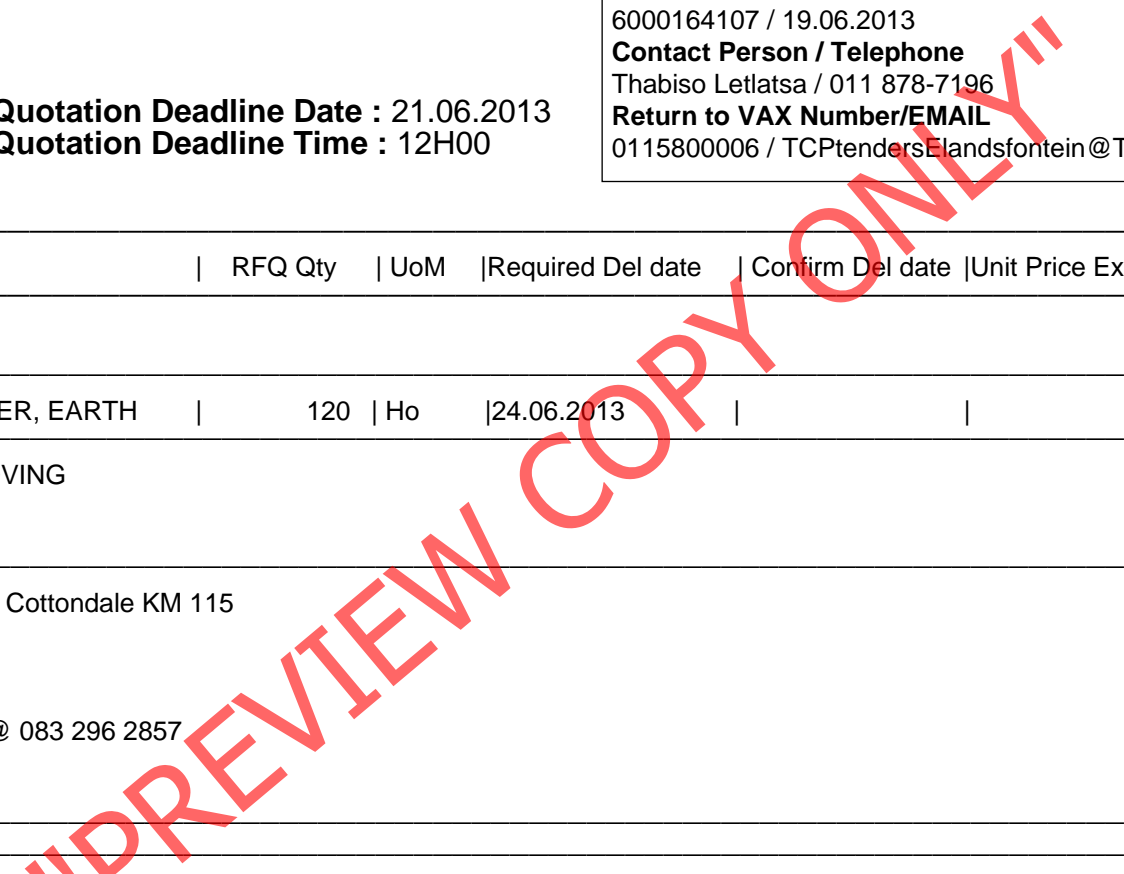 6000164107 / 19.06.2013
Contact Person / Telephone
Thabiso Letlatsa / 011 878-7196
Quotation Deadline Date : 21.06.2013
Return to VAX Number/EMAIL
Quotation Deadline Time : 12H00
0115800006 / TCPtendersElandsfontein@T
| RFQ Qty | UoM |Required Del date | Confirm Del date |Unit Price Ex
ER, EARTH | 120 | Ho |24.06.2013 | |
VING
Cottondale KM 115
@ 083 296 2857
"PREVIEW COPY ONLY"